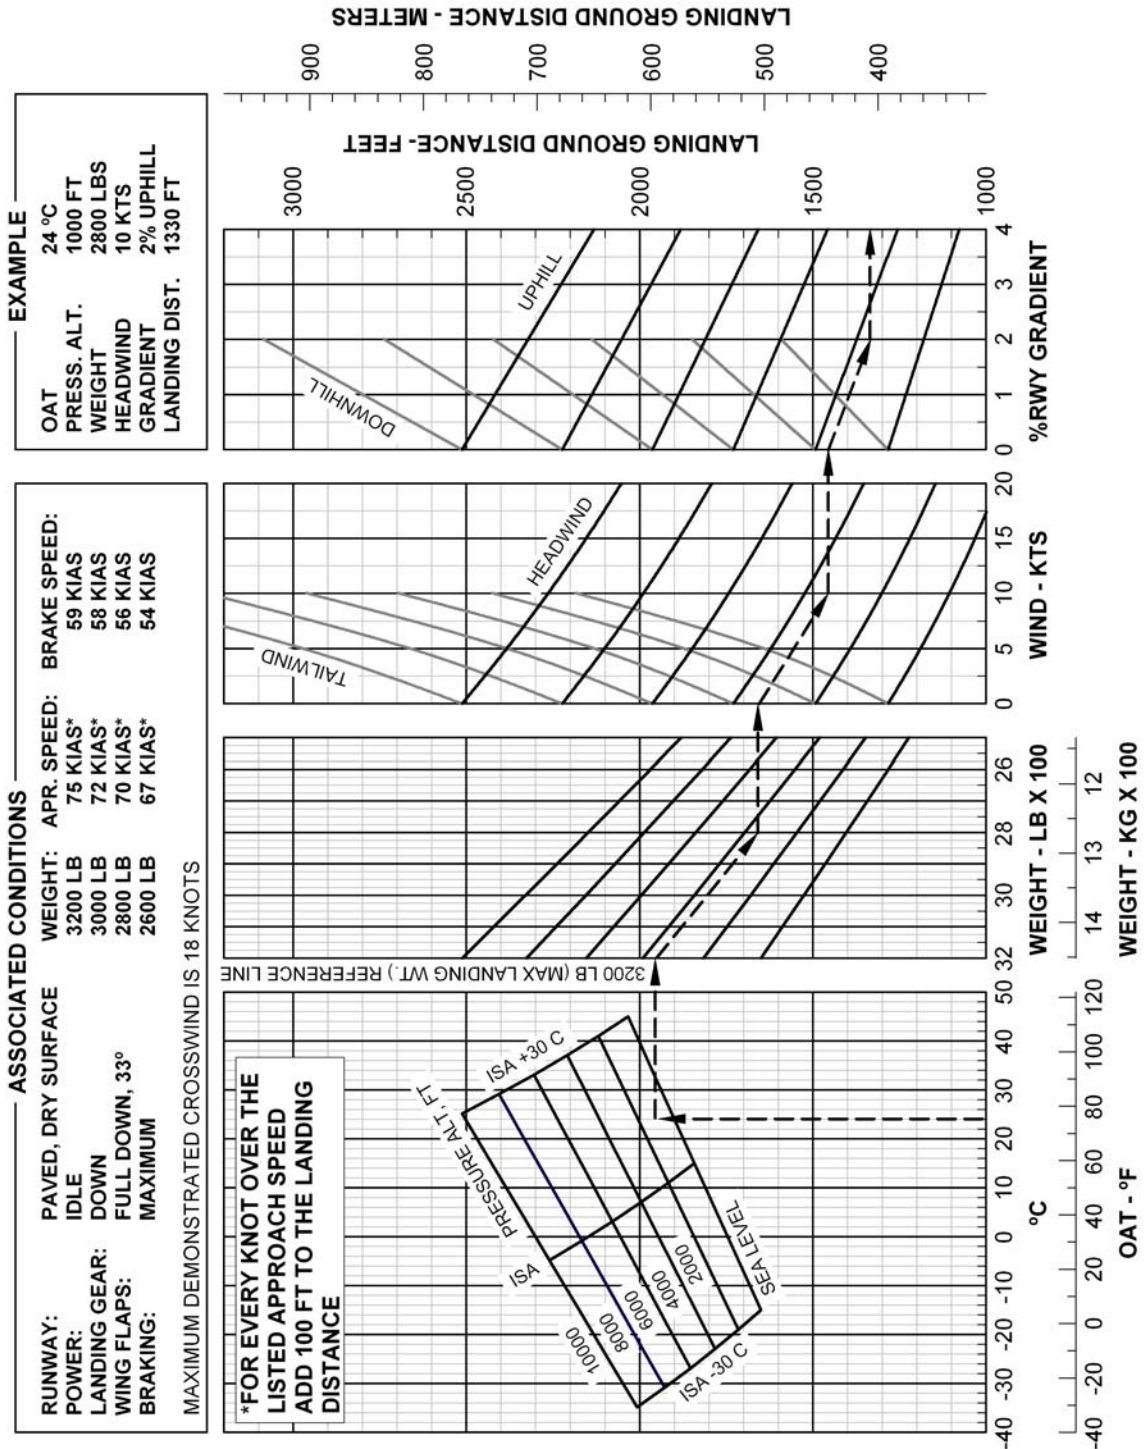 ASSOCIATED CONDITIONS
RUNWAY: PAVED, DRY SURFACE
POWER: IDLE
LANDING GEAR: DOWN
WING FLAPS: FULL DOWN, 33º
BRAKING: MAXIMUM
WEIGHT: APR. SPEED: BRAKE SPEED:
3200 LB 75 KIAS* 59 KIAS
3000 LB 72 KIAS* 58 KIAS
2800 LB 70 KIAS* 56 KIAS
2600 LB 67 KIAS* 54 KIAS
MAXIMUM DEMONSTRATED CROSSWIND IS 18 KNOTS
EXAMPLE
OAT 24 ºC
PRESS. ALT. 1000 FT
WEIGHT 2800 LBS
HEADWIND 10 KTS
GRADIENT 2% UPHILL
LANDING DIST. 1330 FT
*FOR EVERY KNOT OVER THE
LISTED APPROACH SPEED
ADD 100 FT TO THE LANDING
DISTANCE
PRESSURE ALT, FT
ISA +30 C
ISA
ISA -30 C
10000
8000
6000
4000
2000
SEA LEVEL
3200 LB (MAX LANDING WT.) REFERENCE LINE
TAILWIND
HEADWIND
DOWNHILL
UPHILL
3000
2500
2000
1500
1000
LANDING GROUND DISTANCE- FEET
900
800
700
600
500
400
LANDING GROUND DISTANCE - METERS
-40 -30 -20 -10 0 10 20 30 40 50
ºC
-40 -20 0 20 40 60 80 100 120
OAT - ºF
32 30 28 26
WEIGHT - LB X 100
14 13 12
WEIGHT - KG X 100
0 5 10 15 20
WIND - KTS
0 1 2 3 4
%RWY GRADIENT